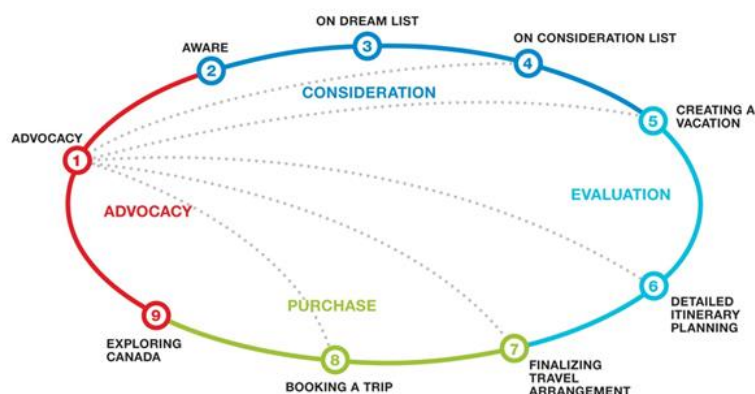 ON DREAM LIST
AWARE
3
ON CONSIDERATION LIST
2
4
CONSIDERATION
CREATING A
VACATION
5
ADVOCACY
1
EVALUATION
ADVOCACY
6
PURCHASE
DETAILED
ITINERARY
PLANNING
9
EXPLORING
CANADA
7
8
FINALIZING
TRAVEL
ARRANGEMENT
BOOKING A TRIP